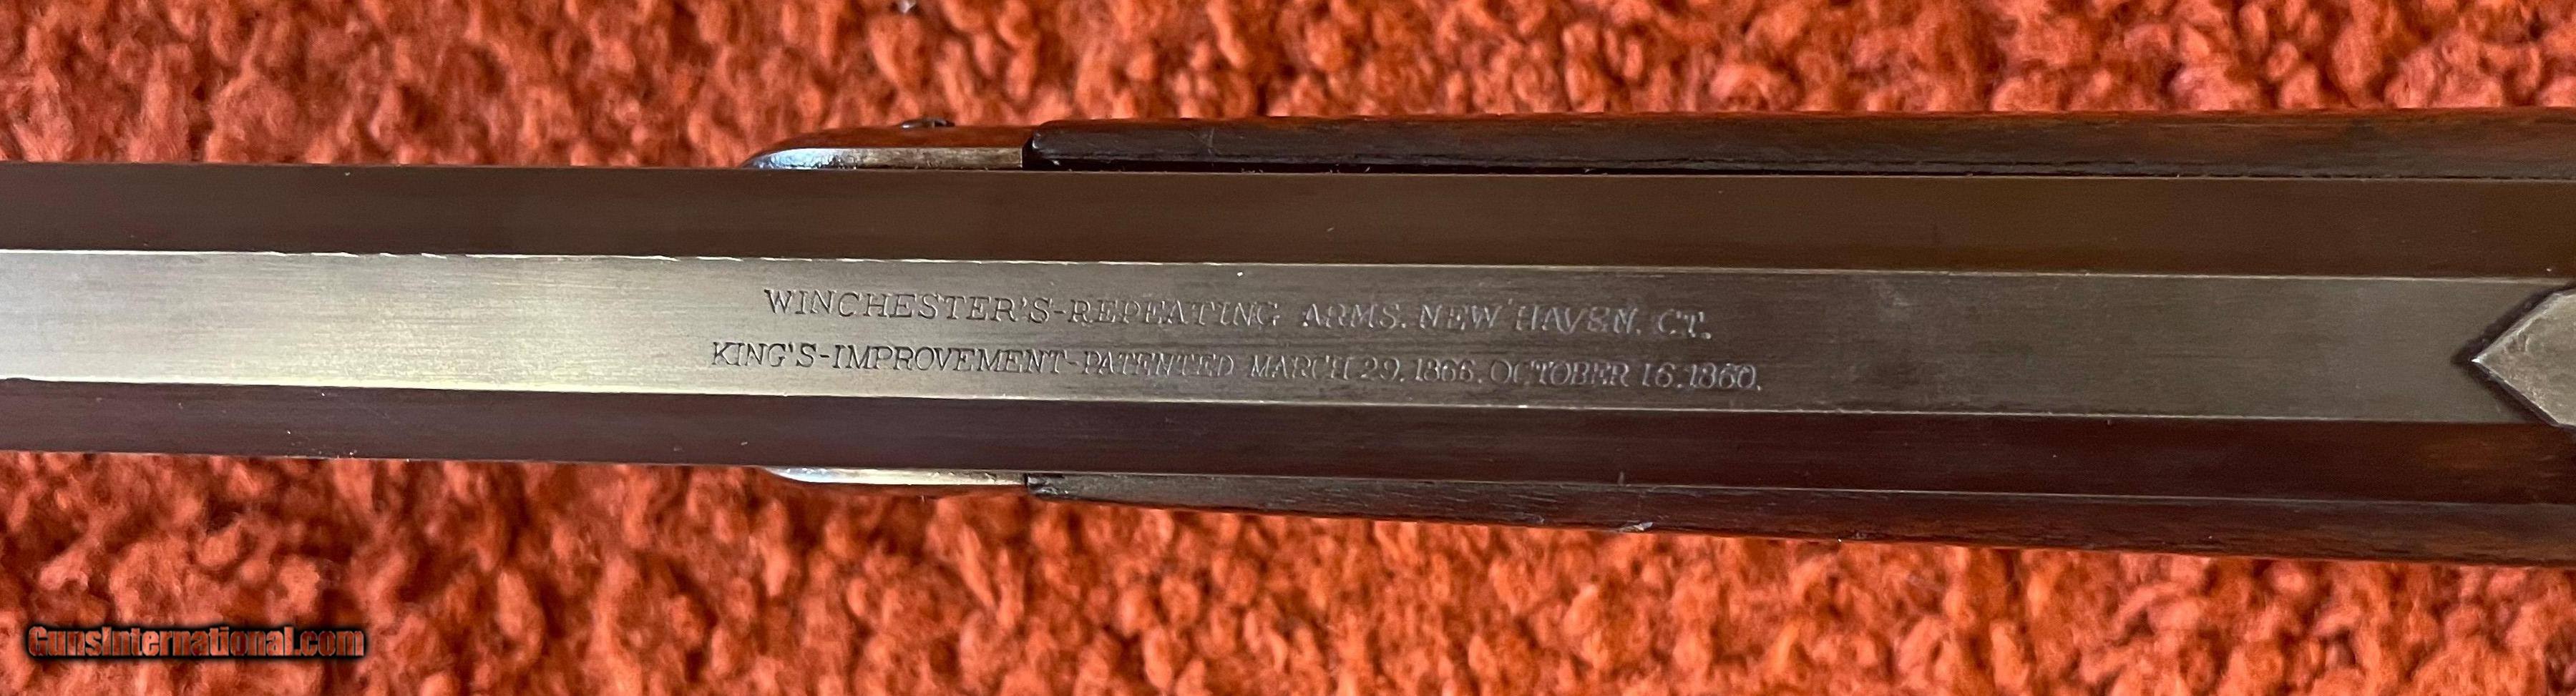 WINCHESTER'S-REPEATING ARMS. NEW HAVEN. CT.
KING'S-IMPROVEMENT-PATENTED MARCH 29. 1866. OCTOBER 16. 1860.
GunsInternational.com